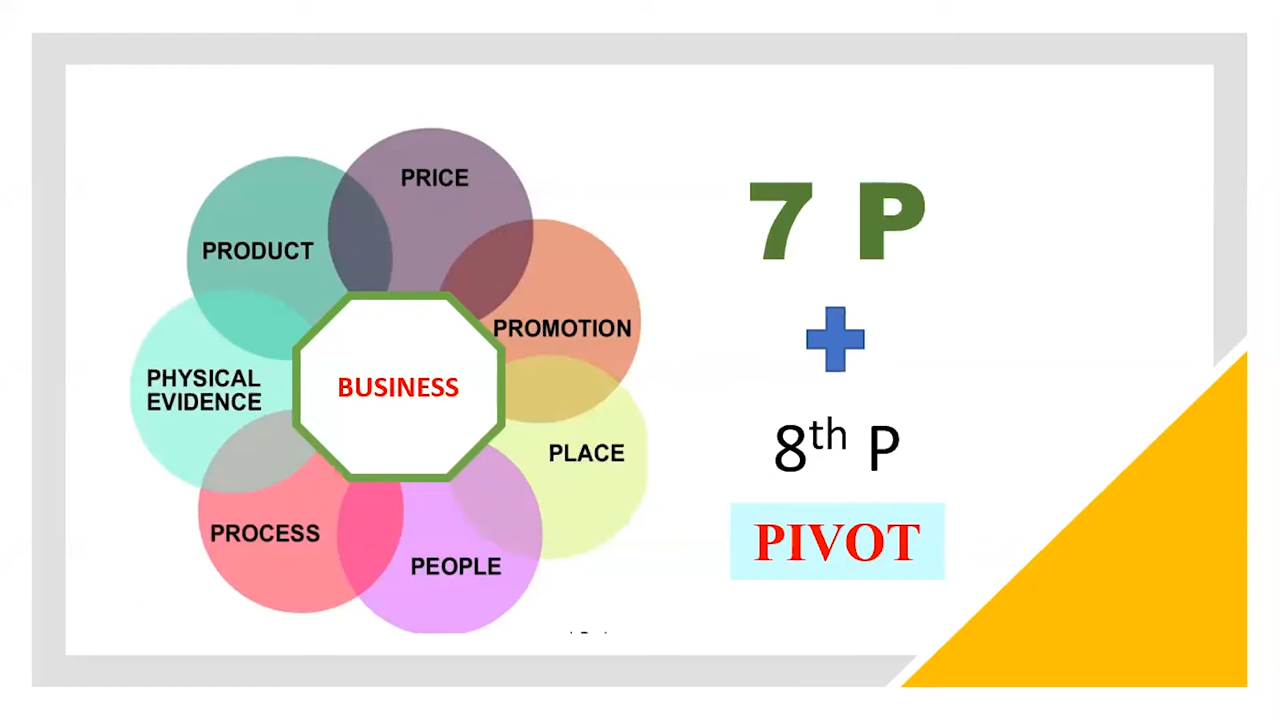 PRICE
PRODUCT
PROMOTION
PHYSICAL
EVIDENCE
BUSINESS
PLACE
PROCESS
PEOPLE
7 P
8th P
PIVOT